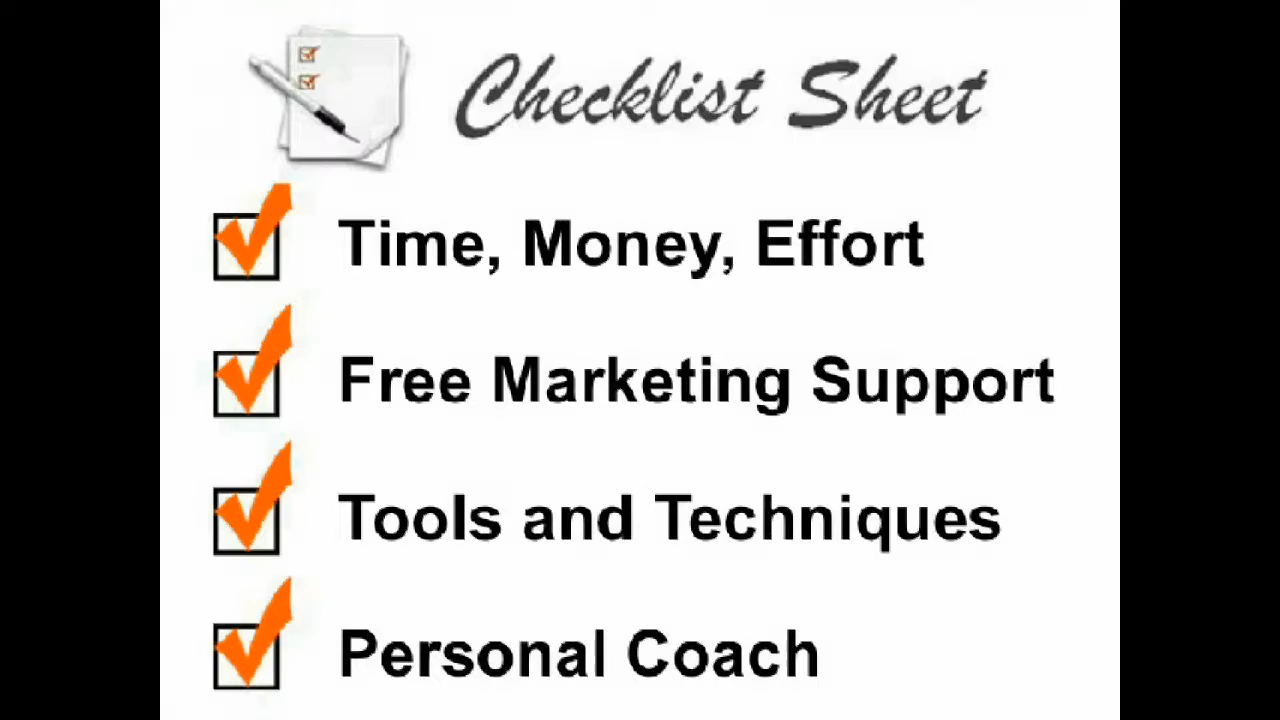 Checklist Sheet
Time, Money, Effort
Free Marketing Support
Tools and Techniques
Personal Coach